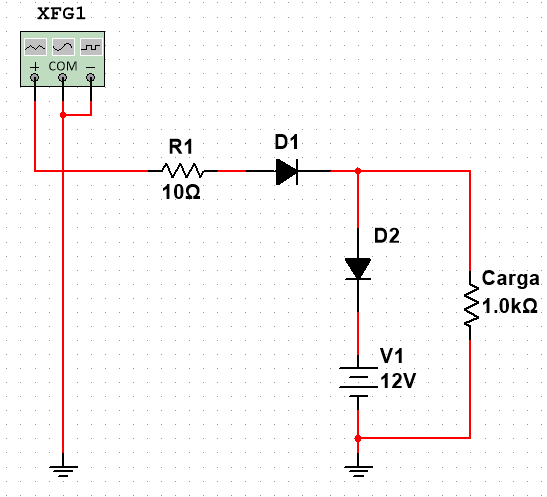 XFG1
+ COM −
R1
10Ω
D1
D2
Carga
1.0kΩ
V1
12V